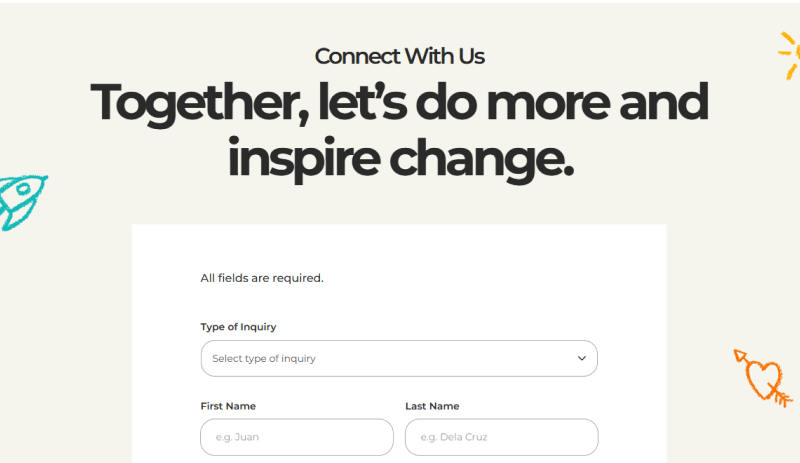 Connect With Us
Together, let’s do more and
inspire change.
All fields are required.
Type of Inquiry
Select type of inquiry
First Name
Last Name
e.g. Juan
e.g. Dela Cruz